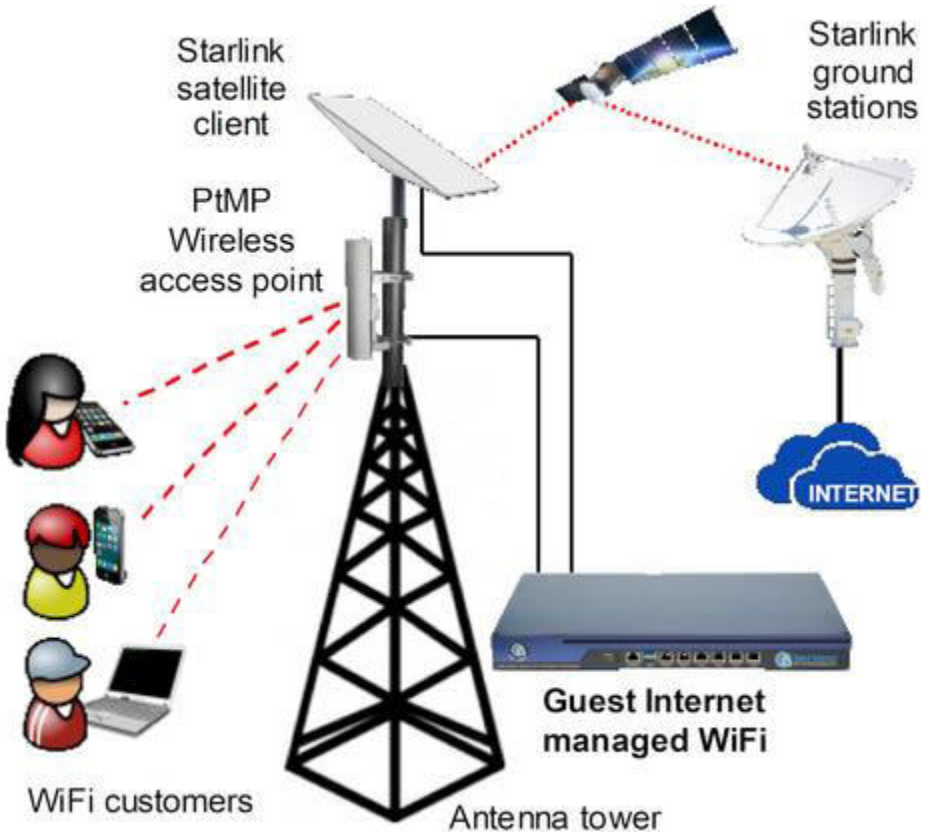 Starlink
satellite
client
Starlink
ground
stations
PtMP
Wireless
access point
INTERNET
Guest Internet
managed WiFi
WiFi customers
Antenna tower